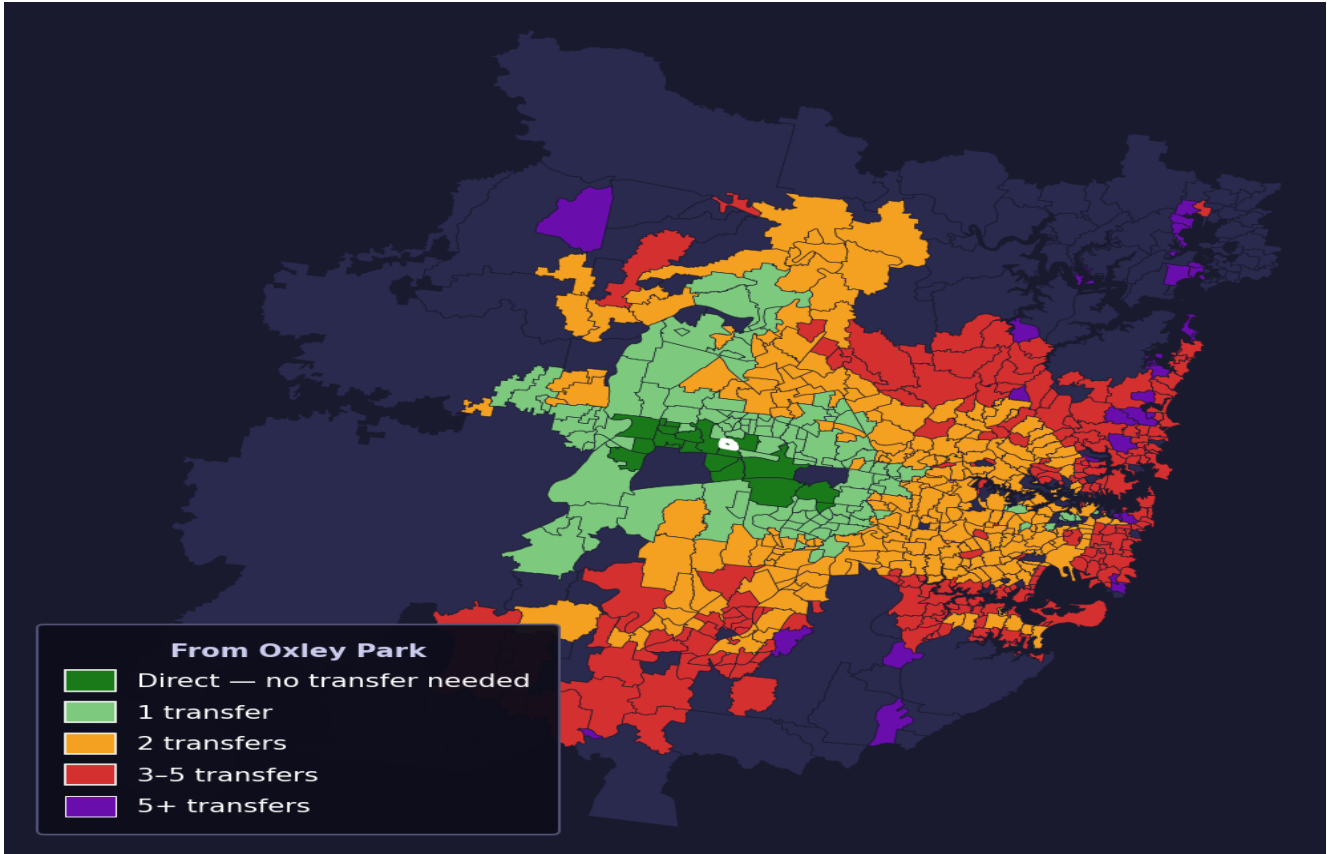 From Oxley Park
Direct — no transfer needed
1 transfer
2 transfers
3–5 transfers
5+ transfers